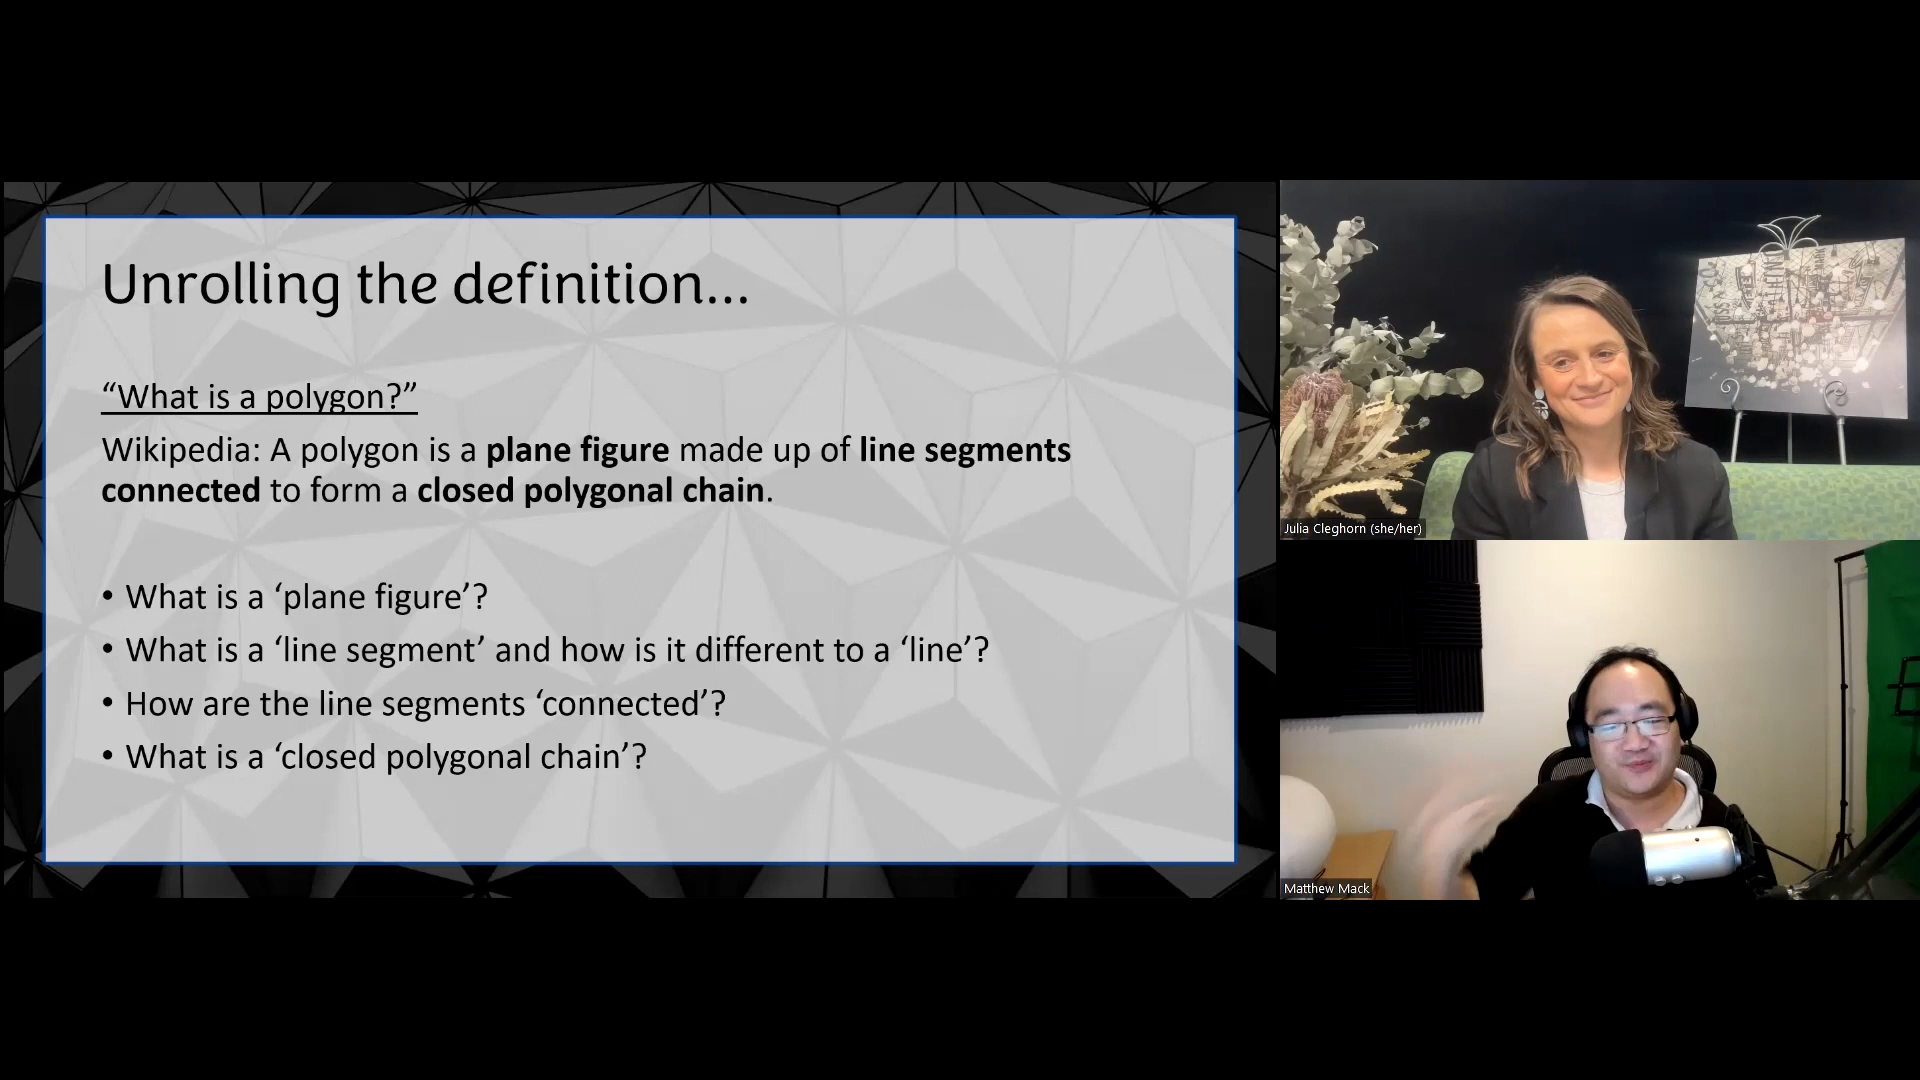 Unrolling the definition...
“What is a polygon?”
Wikipedia: A polygon is a plane figure made up of line segments
connected to form a closed polygonal chain.
• What is a ‘plane figure’?
• What is a ‘line segment’ and how is it different to a ‘line’?
• How are the line segments ‘connected’?
• What is a ‘closed polygonal chain’?
Julia Cleghorn (she/her)
Matthew Mack